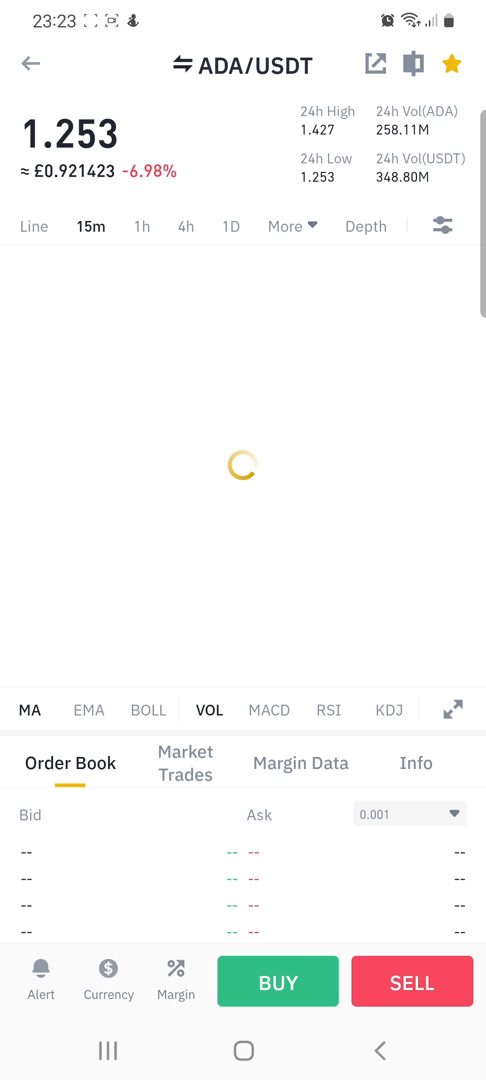 23:23
ADA/USDT
1.253
≈ £0.921423 -6.98%
24h High
1.427
24h Vol(ADA)
258.11M
24h Low
1.253
24h Vol(USDT)
348.80M
Line 15m 1h 4h 1D More Depth
MA EMA BOLL VOL MACD RSI KDJ
Order Book Market Trades Margin Data Info
Bid Ask 0.001
-- -- -- --
-- -- -- --
-- -- -- --
-- -- -- --
Alert Currency Margin BUY SELL